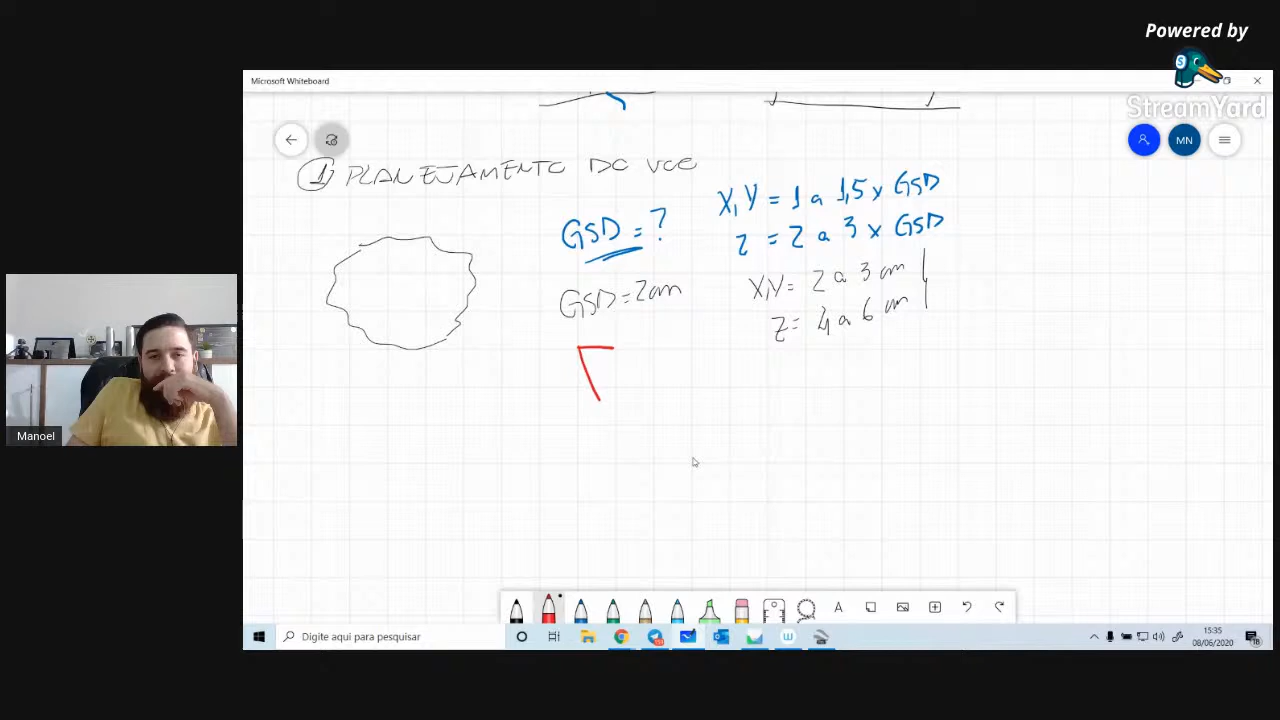 Powered by
StreamYard
Microsoft Whiteboard
MN
1 PLANEJAMENTO DO VOO
X, Y = 1 a 1,5 x GSD
GSD = ?
Z = 2 a 3 x GSD
GSD = 2cm
X, Y = 2 a 3 cm
Z = 4 a 6 cm
Manoel
A
Digite aqui para pesquisar
15:35
08/06/2020